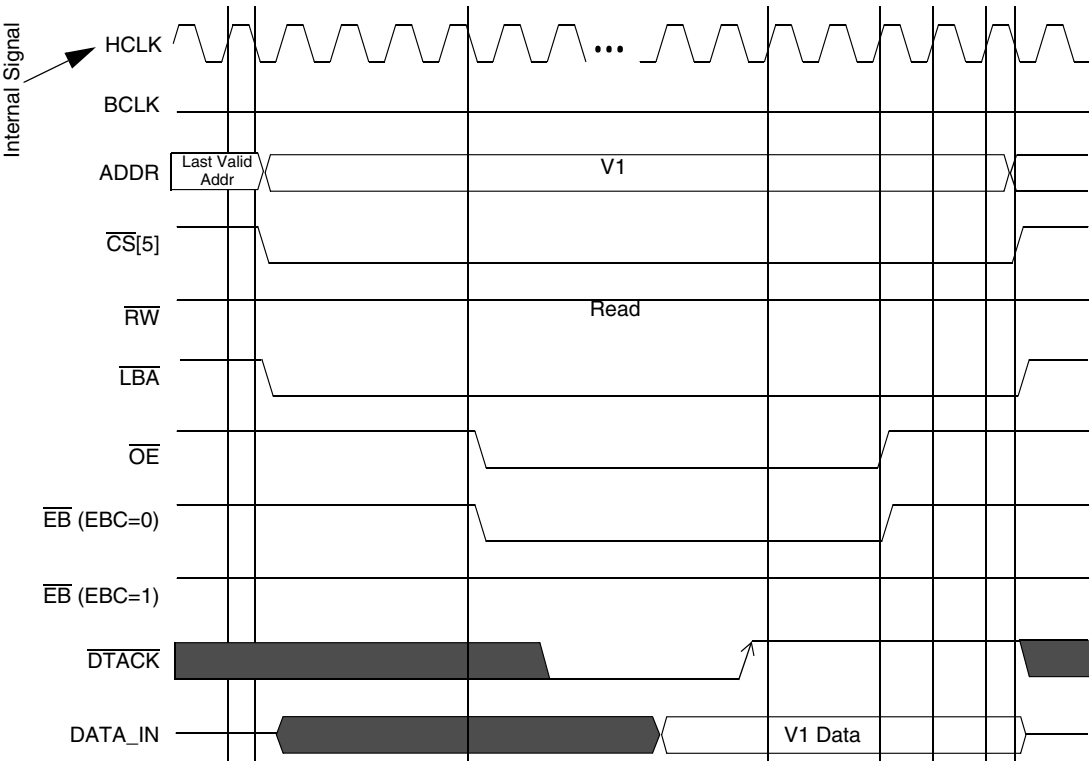 Internal Signal
HCLK
BCLK
ADDR
Last Valid
Addr
V1
CS[5]
RW
Read
LBA
OE
EB (EBC=0)
EB (EBC=1)
DTACK
DATA_IN
V1 Data